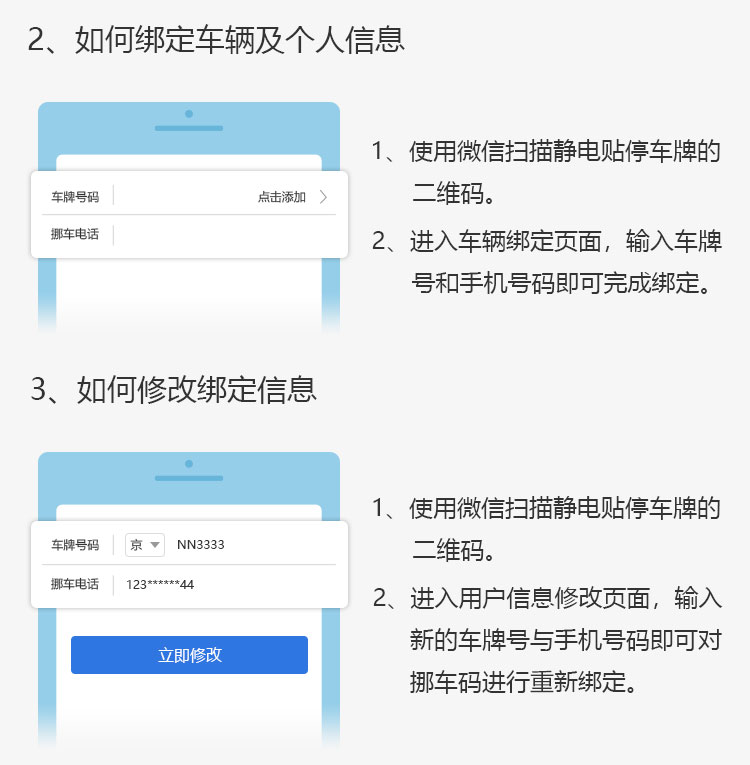 2、如何绑定车辆及个人信息
车牌号码 点击添加
挪车电话
1、使用微信扫描静电贴停车牌的
二维码。
2、进入车辆绑定页面，输入车牌
号和手机号码即可完成绑定。
3、如何修改绑定信息
车牌号码 京 NN3333
挪车电话 123******44
立即修改
1、使用微信扫描静电贴停车牌的
二维码。
2、进入用户信息修改页面，输入
新的车牌号与手机号码即可对
挪车码进行重新绑定。